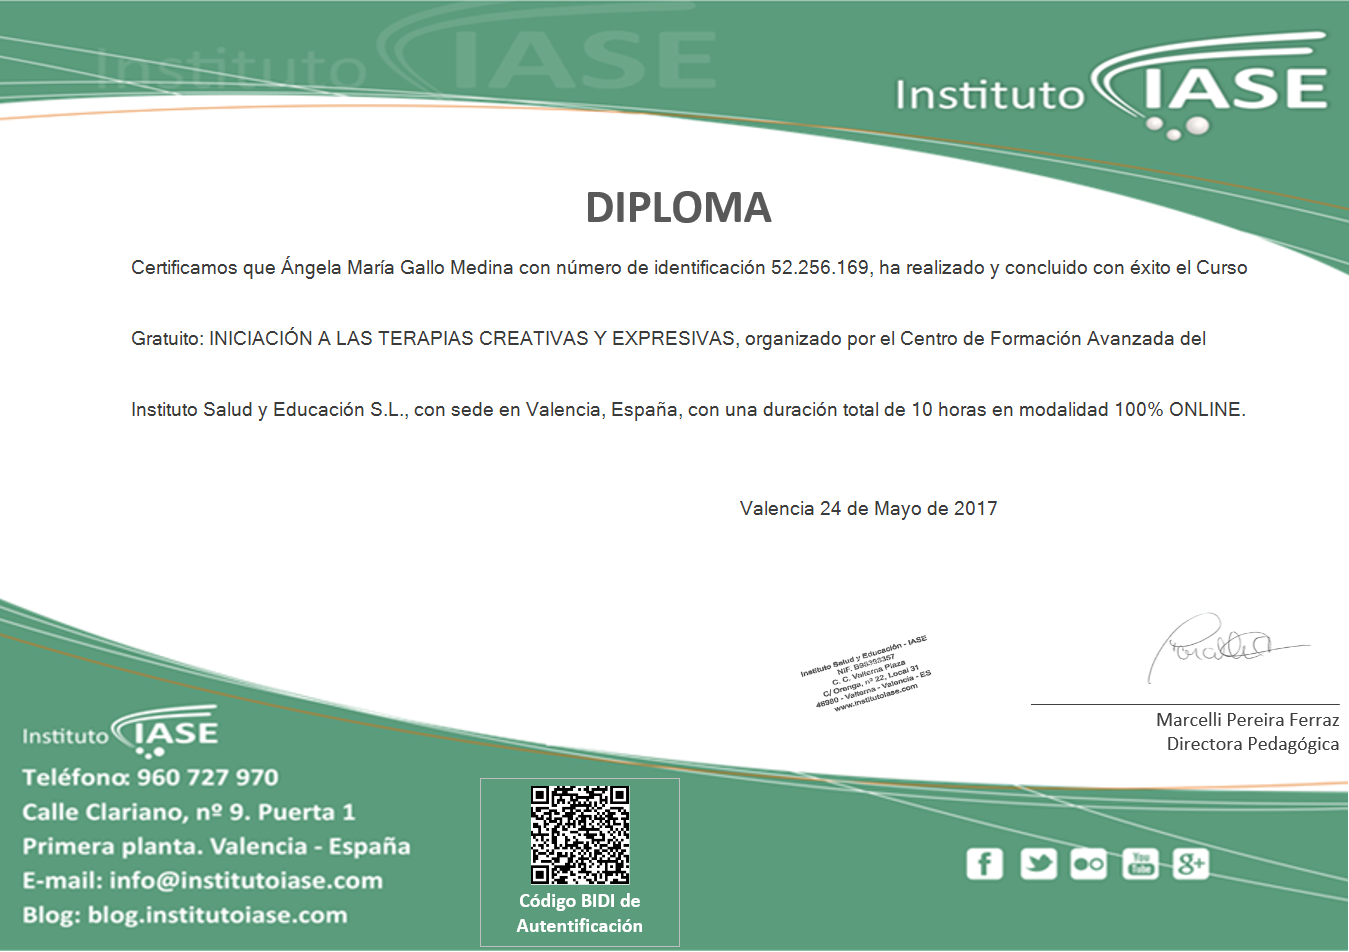 Instituto IASE
Instituto IASE
DIPLOMA
Certificamos que Ángela María Gallo Medina con número de identificación 52.256.169, ha realizado y concluido con éxito el Curso
Gratuito: INICIACIÓN A LAS TERAPIAS CREATIVAS Y EXPRESIVAS, organizado por el Centro de Formación Avanzada del
Instituto Salud y Educación S.L., con sede en Valencia, España, con una duración total de 10 horas en modalidad 100% ONLINE.
Valencia 24 de Mayo de 2017
Instituto Salud y Educación - IASE
NIF.
C. C. Valterna Plaza
C/ Oronga, nº 22, Local 31
46980 - Valterna - Valencia - ES
www.institutoiase.com
Marcelli Pereira Ferraz
Directora Pedagógica
Instituto IASE
Teléfono: 960 727 970
Calle Clariano, nº 9. Puerta 1
Primera planta. Valencia - España
E-mail: info@institutoiase.com
Blog: blog.institutoiase.com
Código BIDI de
Autentificación
You
Tube
g+